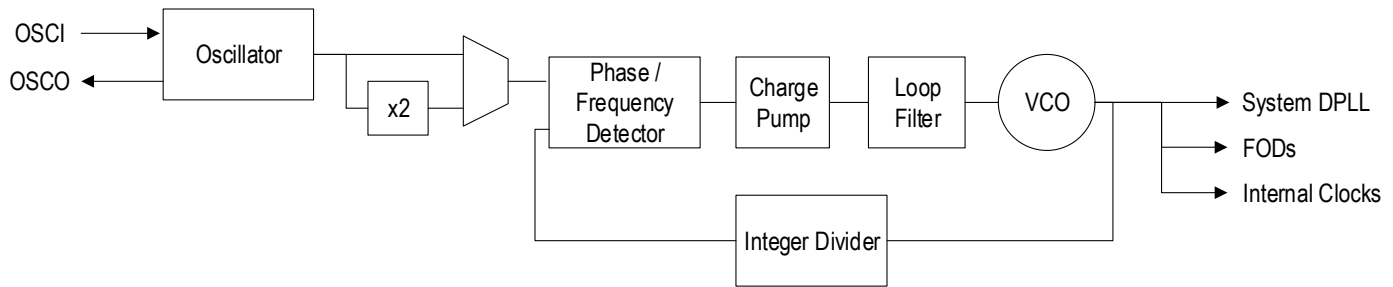 OSCI
OSCO
Oscillator
x2
Phase /
Frequency
Detector
Charge
Pump
Loop
Filter
VCO
System DPLL
FODs
Internal Clocks
Integer Divider